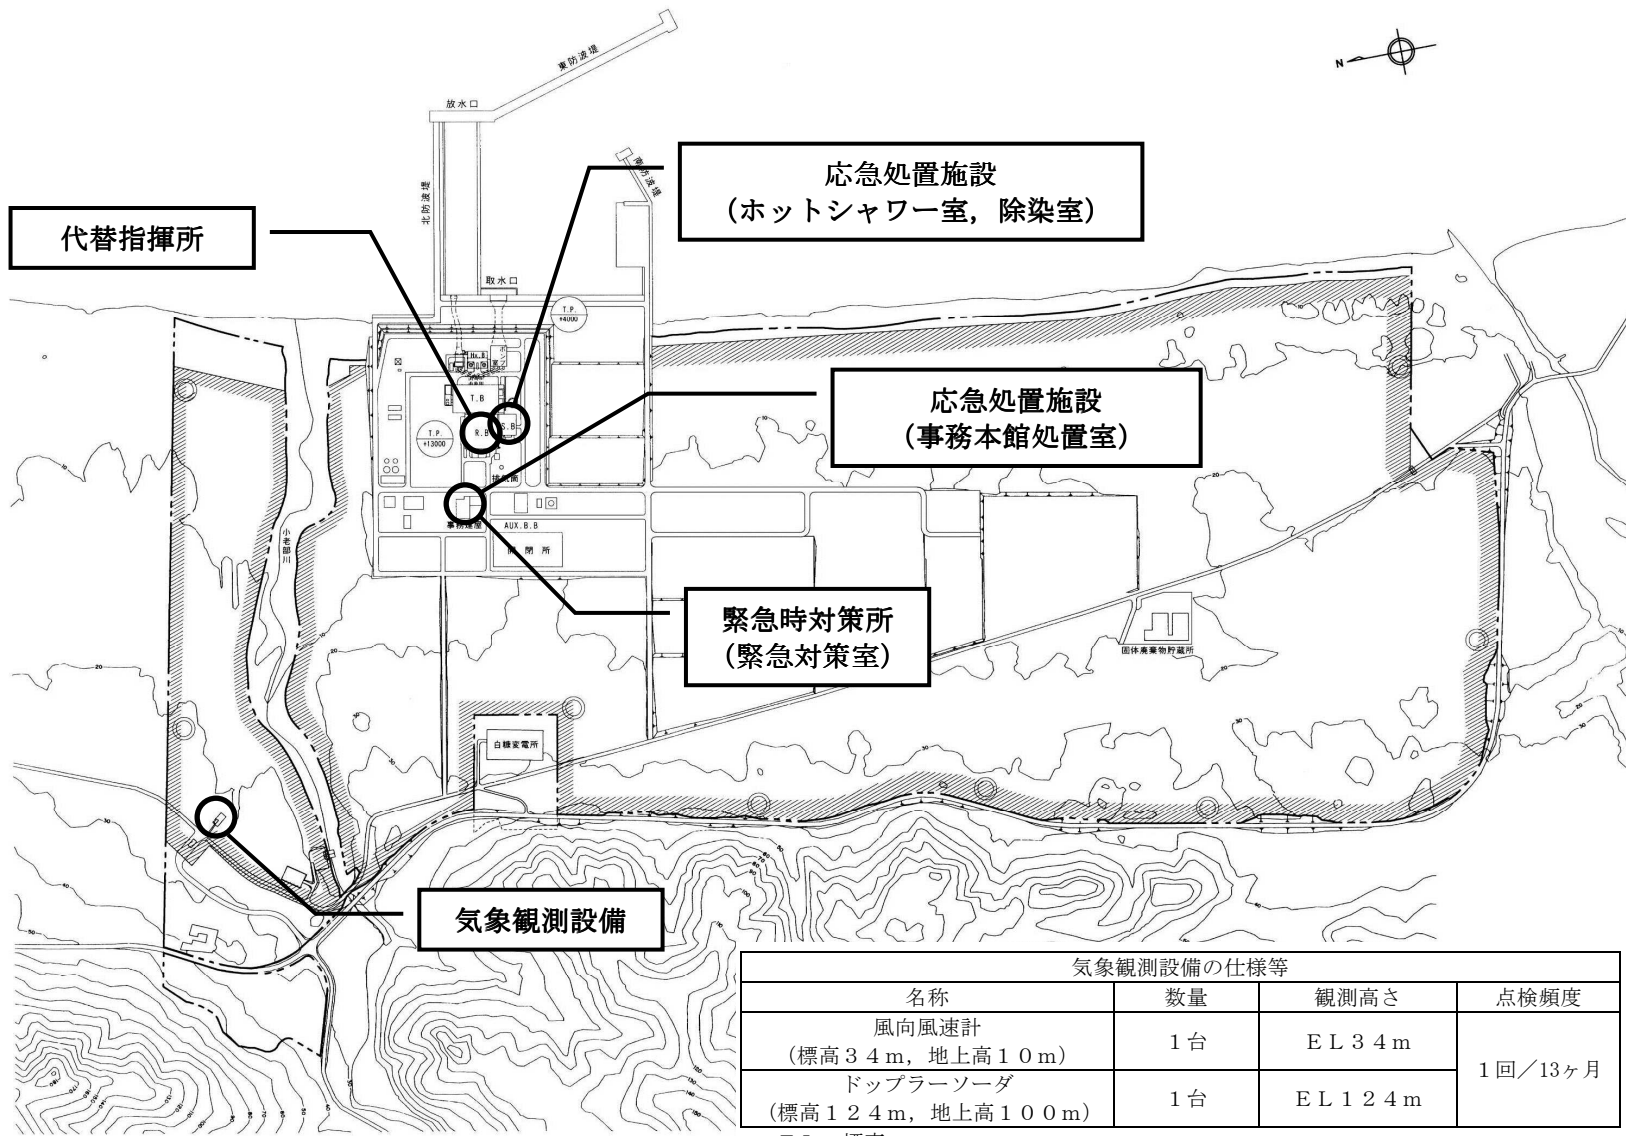 東防波堤
N
放水口
南防波堤
北防波堤
応急処置施設
（ホットシャワー室，除染室）
代替指揮所
取水口
T.P.
+4000
Hx.B
T.B
S.B
R.B
T.P.
+13000
応急処置施設
（事務本館処置室）
排気筒
事務建屋
AUX.B.B
開閉所
小老部川
緊急時対策所
（緊急対策室）
固体廃棄物貯蔵所
白糠変電所
気象観測設備
気象観測設備の仕様等
名称 数量 観測高さ 点検頻度
風向風速計
（標高３４ｍ，地上高１０ｍ）
１台 ＥＬ３４ｍ
１回／13ヶ月
ドップラーソーダ
（標高１２４ｍ，地上高１００ｍ）
１台 ＥＬ１２４ｍ